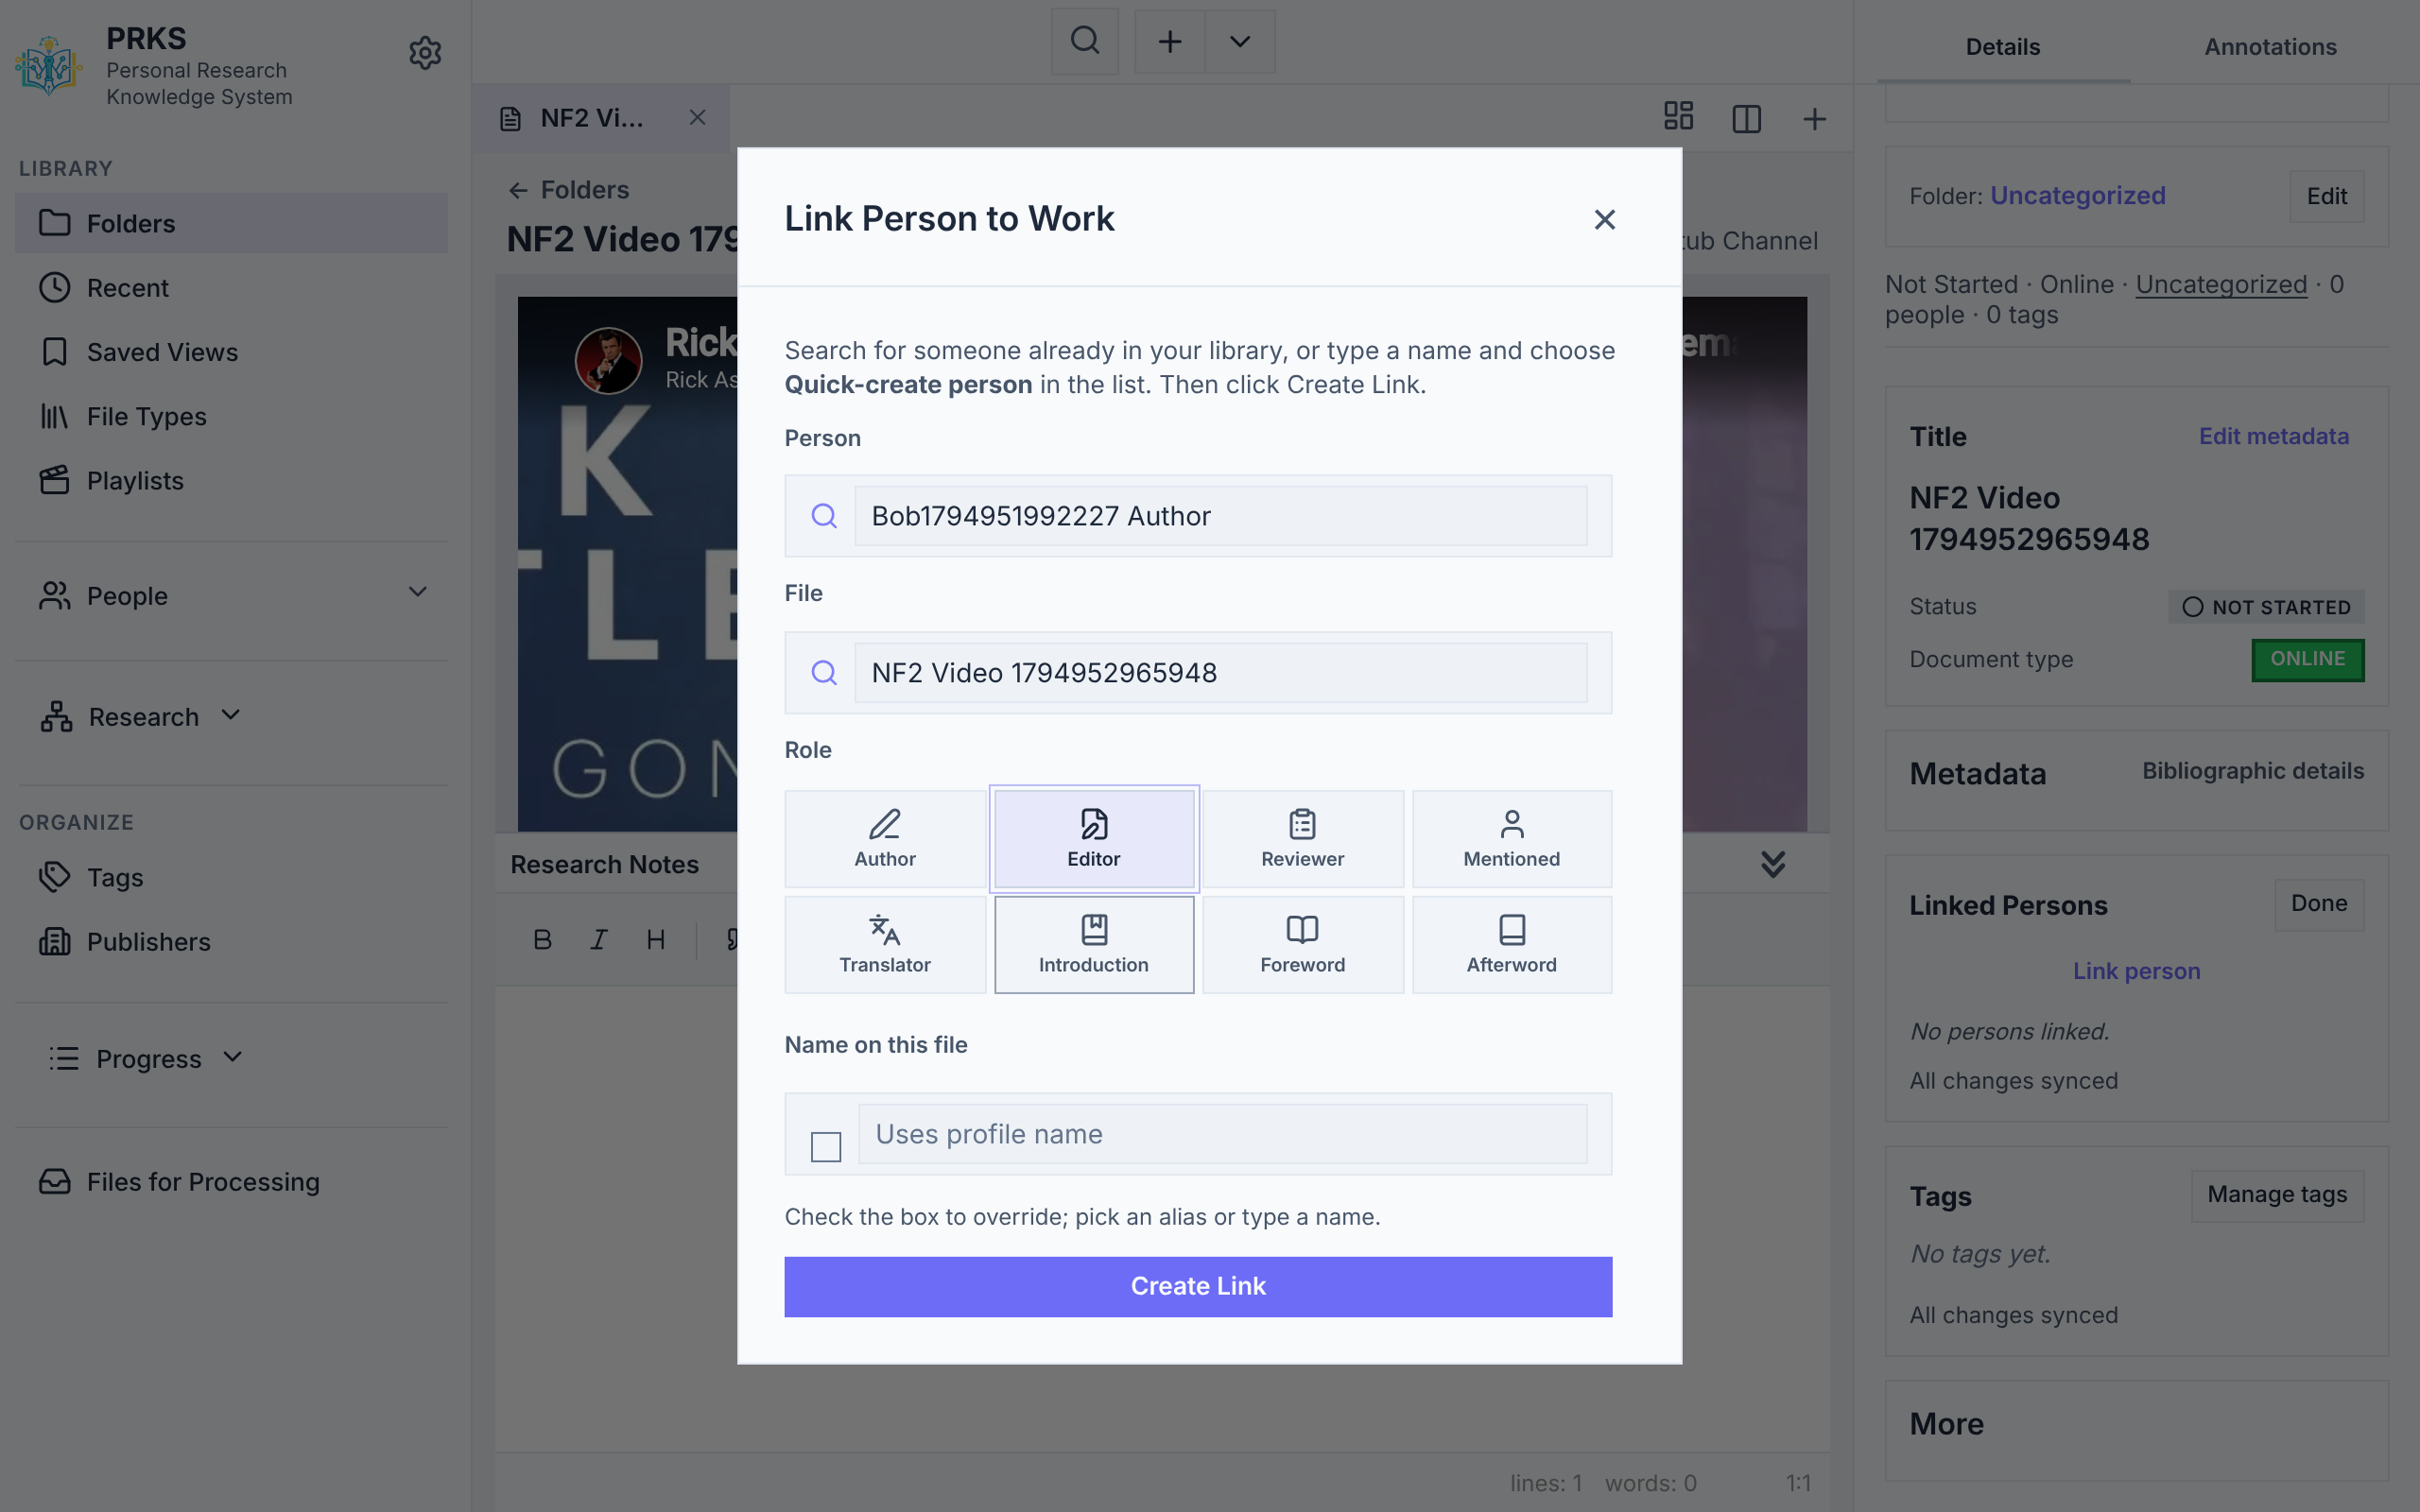 PRKS
Personal Research
Knowledge System
LIBRARY
Folders
Recent
Saved Views
File Types
Playlists
People
Research
ORGANIZE
Tags
Publishers
Progress
Files for Processing
NF2 Vi...
Folders
NF2 Video 179
Channel
Rick
Rick
K
GON
Research Notes
B I H
lines: 1 words: 0 1:1
Link Person to Work
Search for someone already in your library, or type a name and choose
Quick-create person in the list. Then click Create Link.
Person
Bob1794951992227 Author
File
NF2 Video 1794952965948
Role
Author
Editor
Reviewer
Mentioned
Translator
Introduction
Foreword
Afterword
Name on this file
Uses profile name
Check the box to override; pick an alias or type a name.
Create Link
Details
Annotations
Folder: Uncategorized
Edit
Not Started · Online · Uncategorized · 0
people · 0 tags
Title
Edit metadata
NF2 Video
1794952965948
Status
NOT STARTED
Document type
ONLINE
Metadata
Bibliographic details
Linked Persons
Done
Link person
No persons linked.
All changes synced
Tags
Manage tags
No tags yet.
All changes synced
More